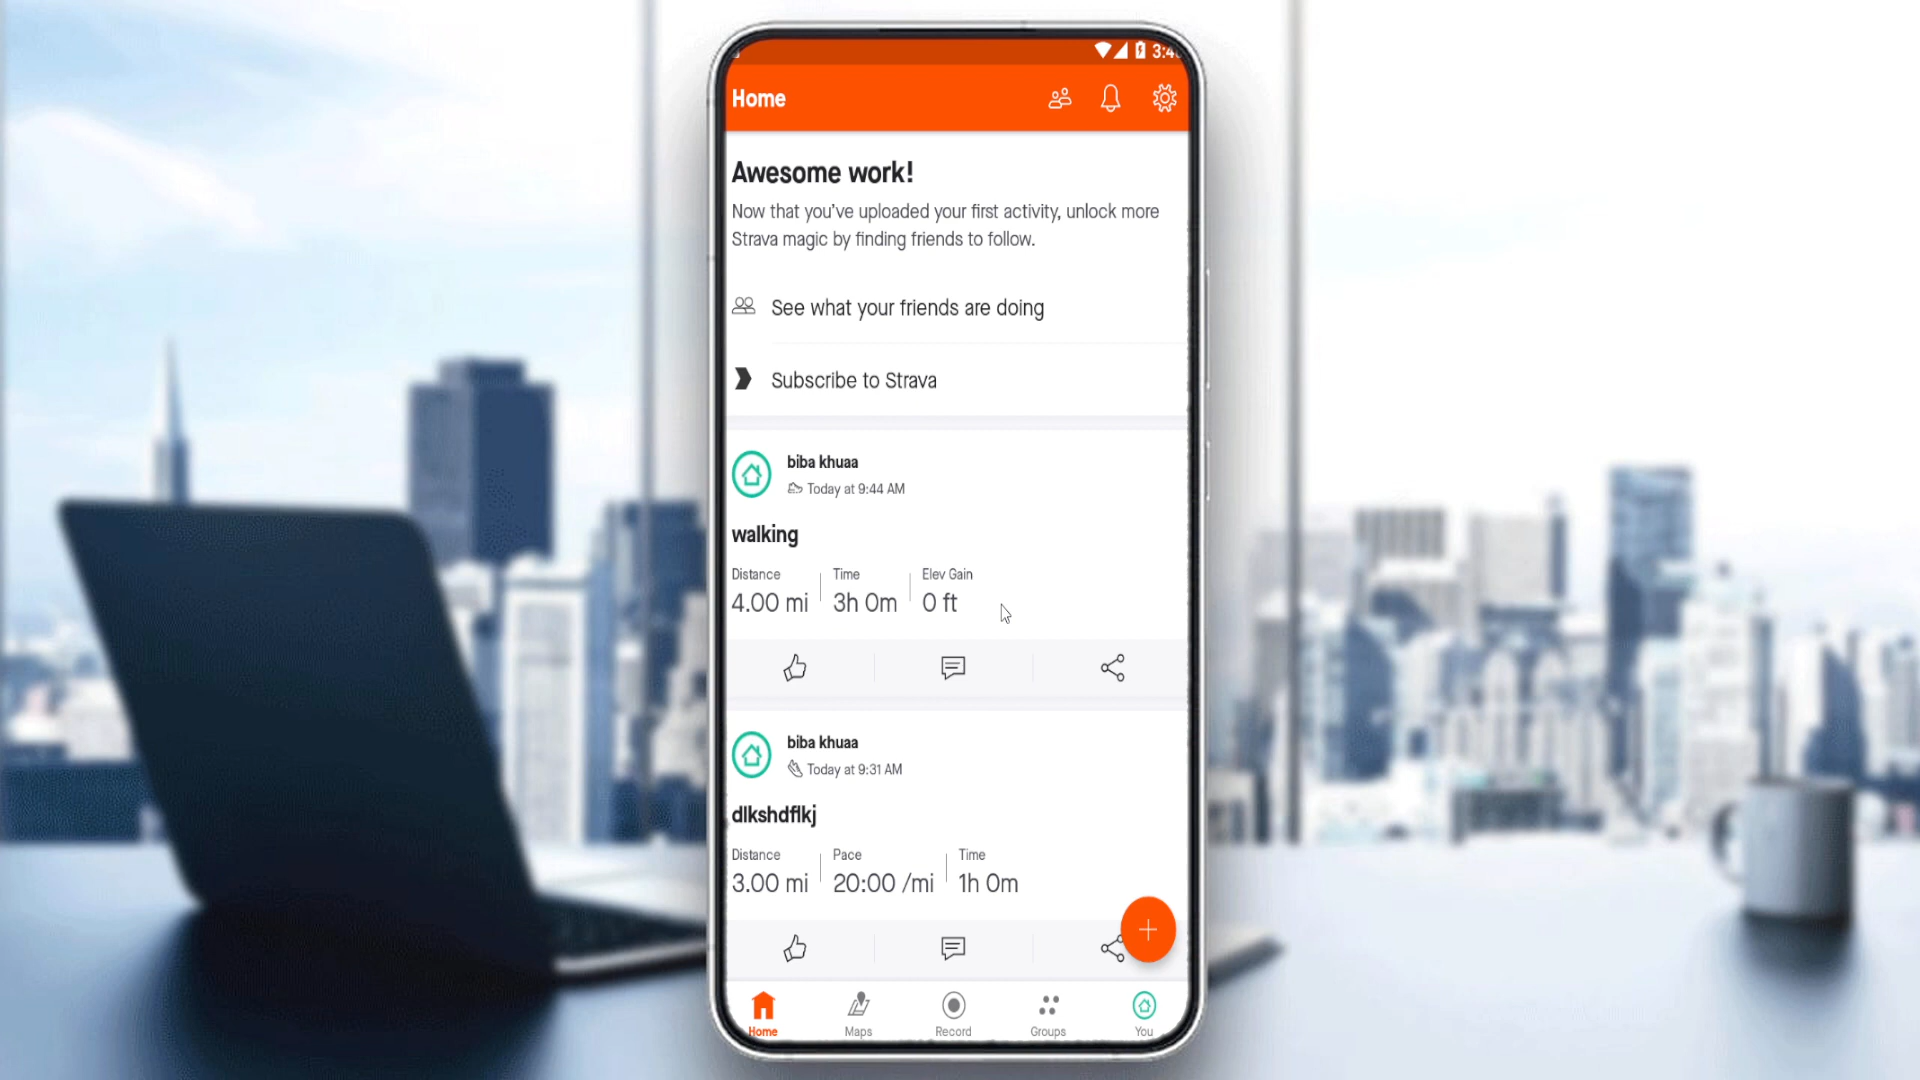 Home
Awesome work!
Now that you've uploaded your first activity, unlock more
Strava magic by finding friends to follow.
See what your friends are doing
Subscribe to Strava
biba khuaa
Today at 9:44 AM
walking
Distance Time Elev Gain
4.00 mi 3h 0m 0 ft
biba khuaa
Today at 9:31 AM
dlkshdflkj
Distance Pace Time
3.00 mi 20:00 /mi 1h 0m
Home Maps Record Groups You